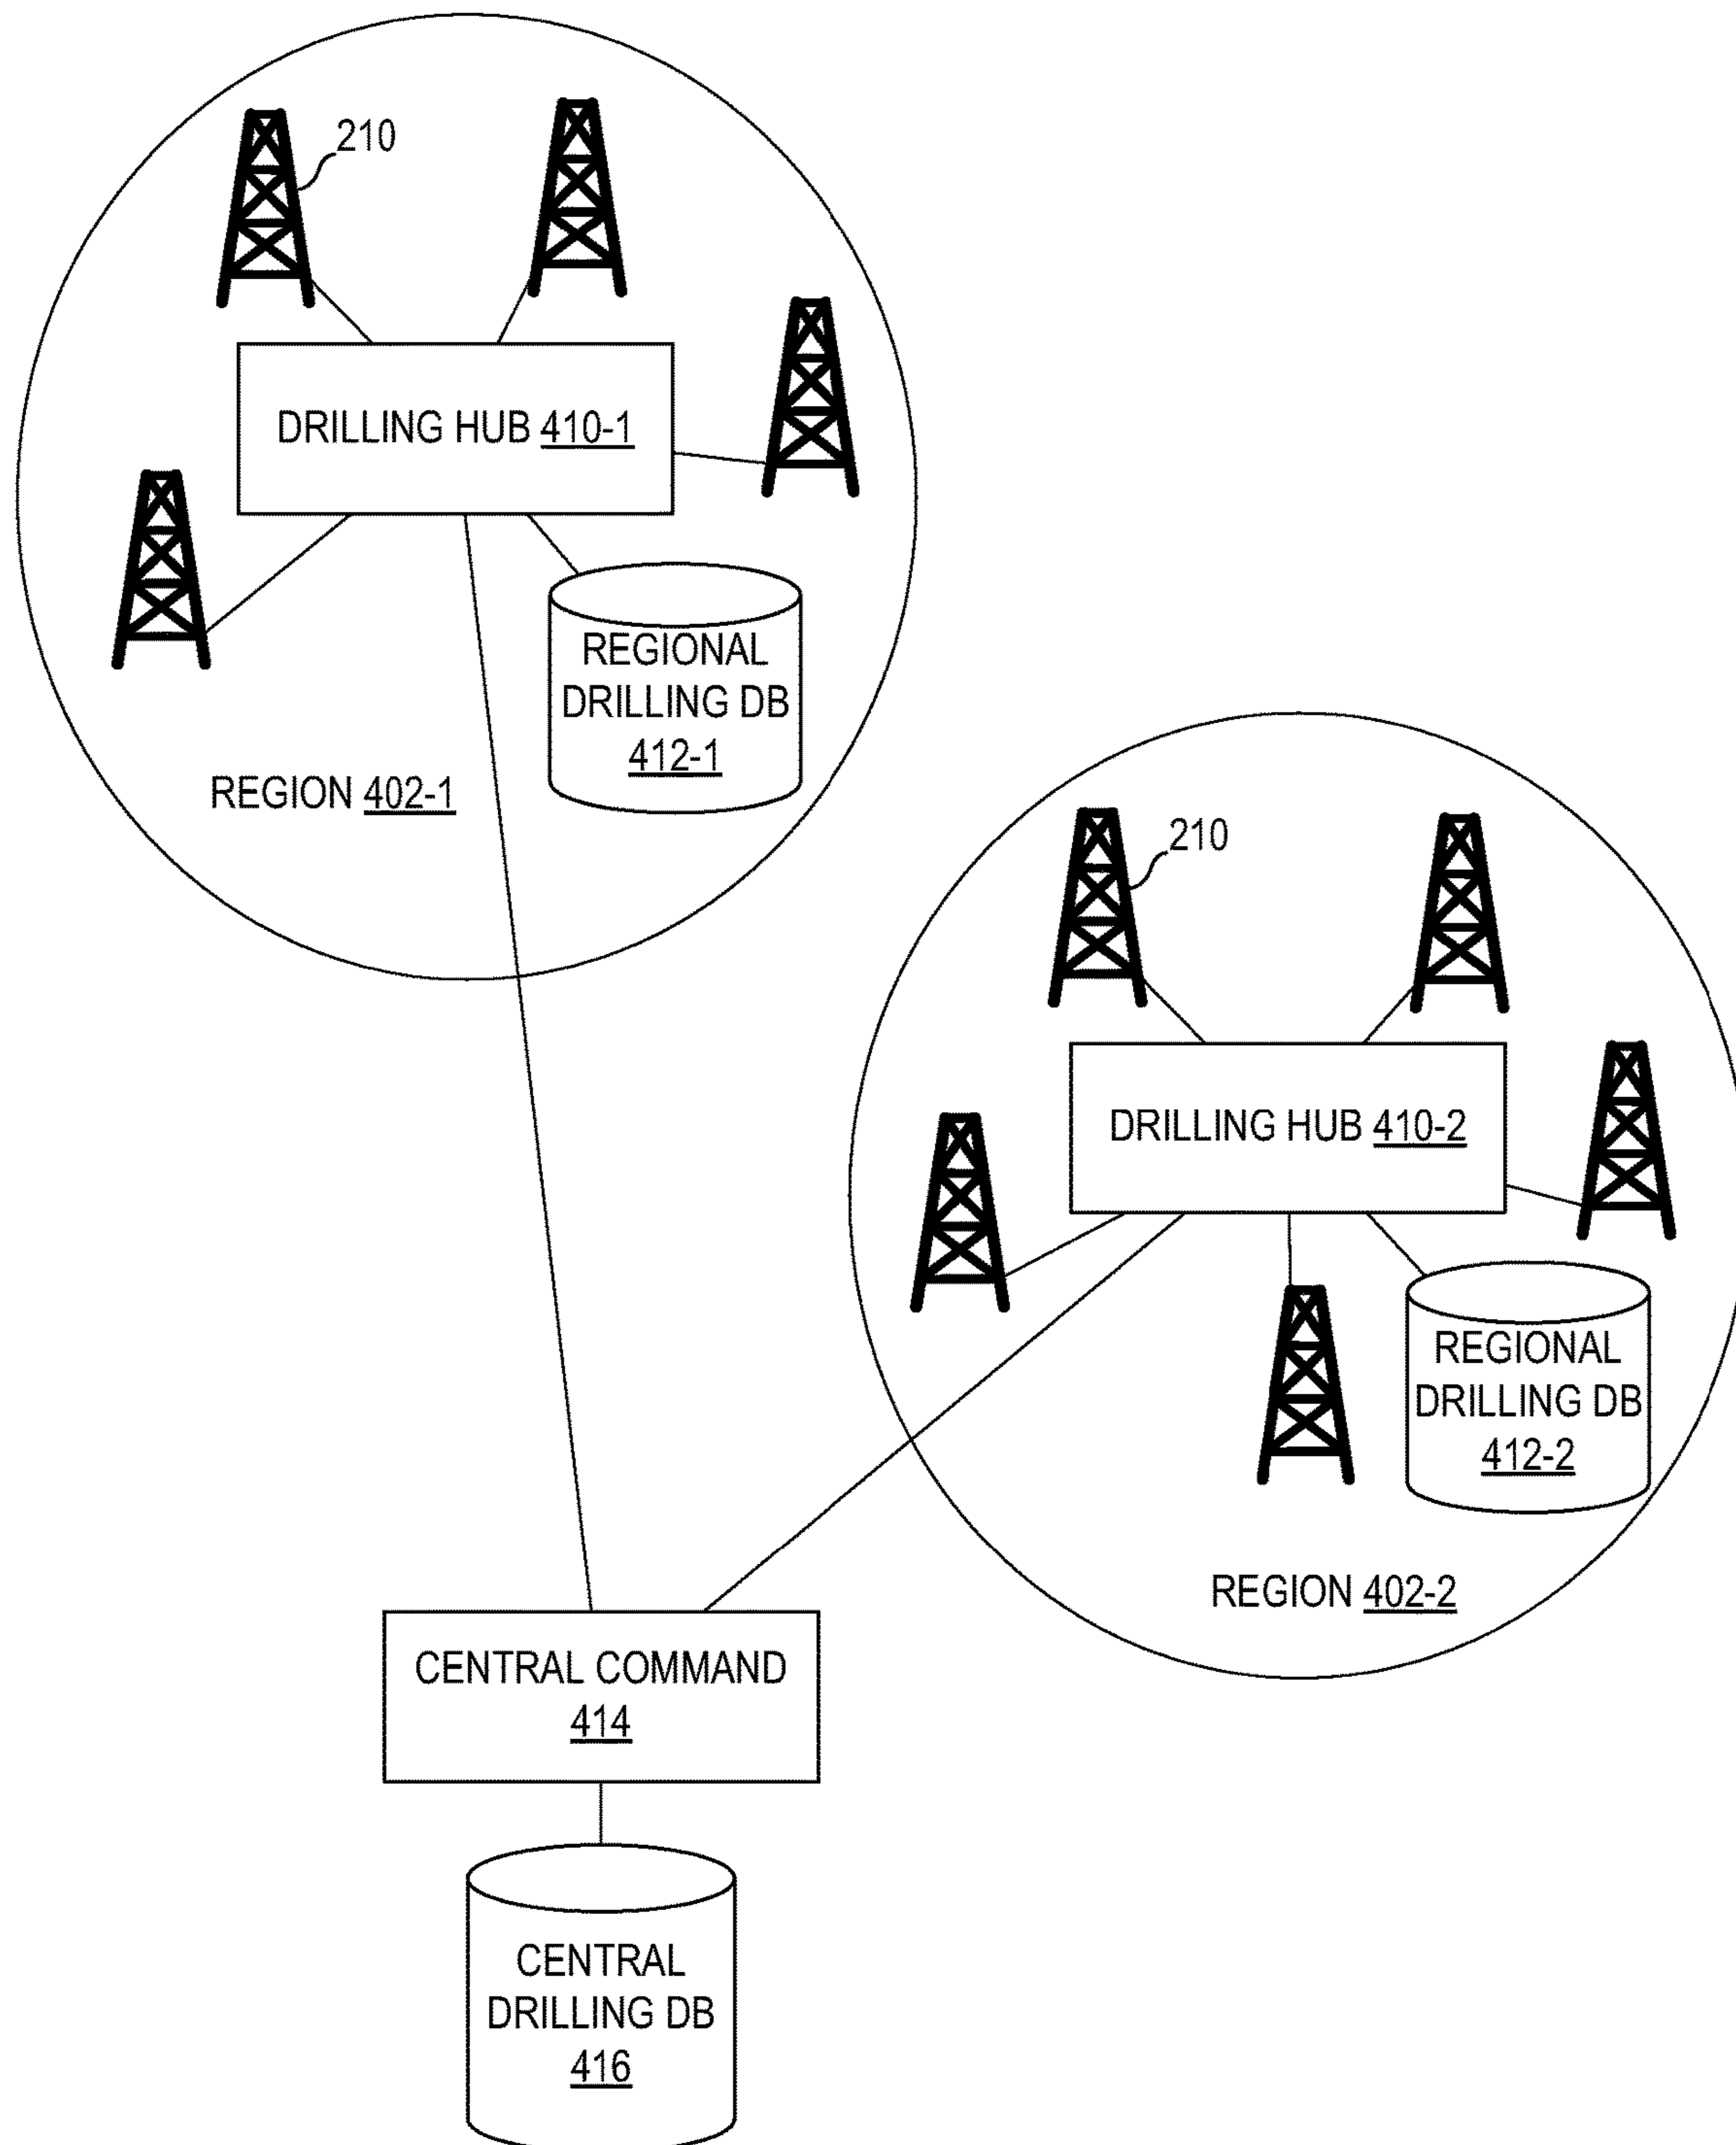 210
DRILLING HUB 410-1
REGIONAL
DRILLING DB
412-1
REGION 402-1
210
DRILLING HUB 410-2
REGIONAL
DRILLING DB
412-2
REGION 402-2
CENTRAL COMMAND
414
CENTRAL
DRILLING DB
416